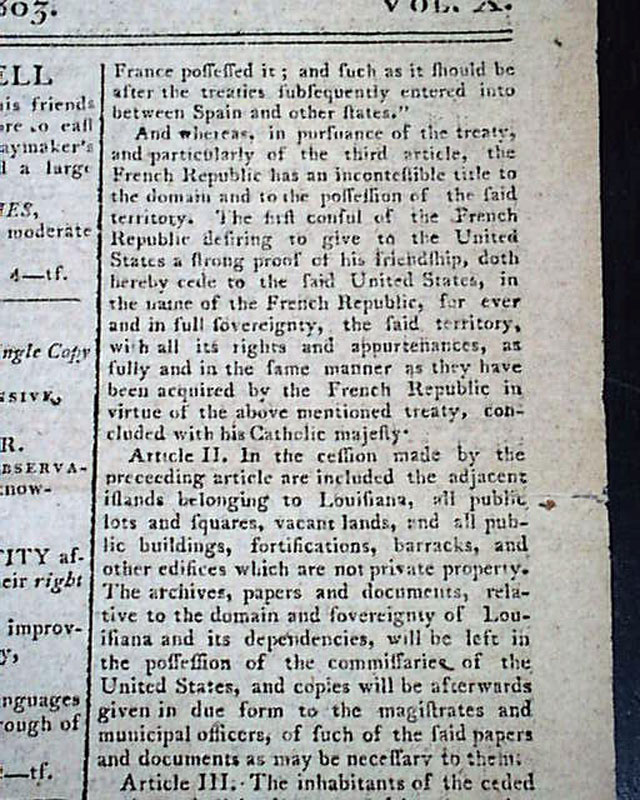 803.
VOL. X.
ELL
his friends
aymaker's
l a large
IES,
moderate
4—tf.
ingle Copy
SSIVE,
R.
BSERVA-
know-
TITY af-
eir right
improv-
y,
nguages
rough of
—tf.
France poſſeſſed it ; and ſuch as it ſhould be
after the treaties ſubſequently entered into
between Spain and other ſtates."
And whereas, in purſuance of the treaty,
and particularly of the third article, the
French Republic has an inconteſtible title to
the domain and to the poſſeſſion of the ſaid
territory. The firſt conſul of the French
Republic deſiring to give to the United
States a ſtrong proof of his friendſhip, doth
hereby cede to the ſaid United States, in
the name of the French Republic, for ever
and in full ſovereignty, the ſaid territory,
with all its rights and appurtenances, as
fully and in the ſame manner as they have
been acquired by the French Republic in
virtue of the above mentioned treaty, con-
cluded with his Catholic majeſty.
Article II. In the ceſſion made by the
preceeding article are included the adjacent
iſlands belonging to Louiſiana, all public
lots and ſquares, vacant lands, and all pub-
lic buildings, fortifications, barracks, and
other edifices which are not private property.
The archives, papers and documents, rela-
tive to the domain and ſovereignty of Lou-
iſiana and its dependencies, will be left in
the poſſeſſion of the commiſſaries of the
United States, and copies will be afterwards
given in due form to the magiſtrates and
municipal officers, of ſuch of the ſaid papers
and documents as may be neceſſary to them.
Article III. The inhabitants of the ceded